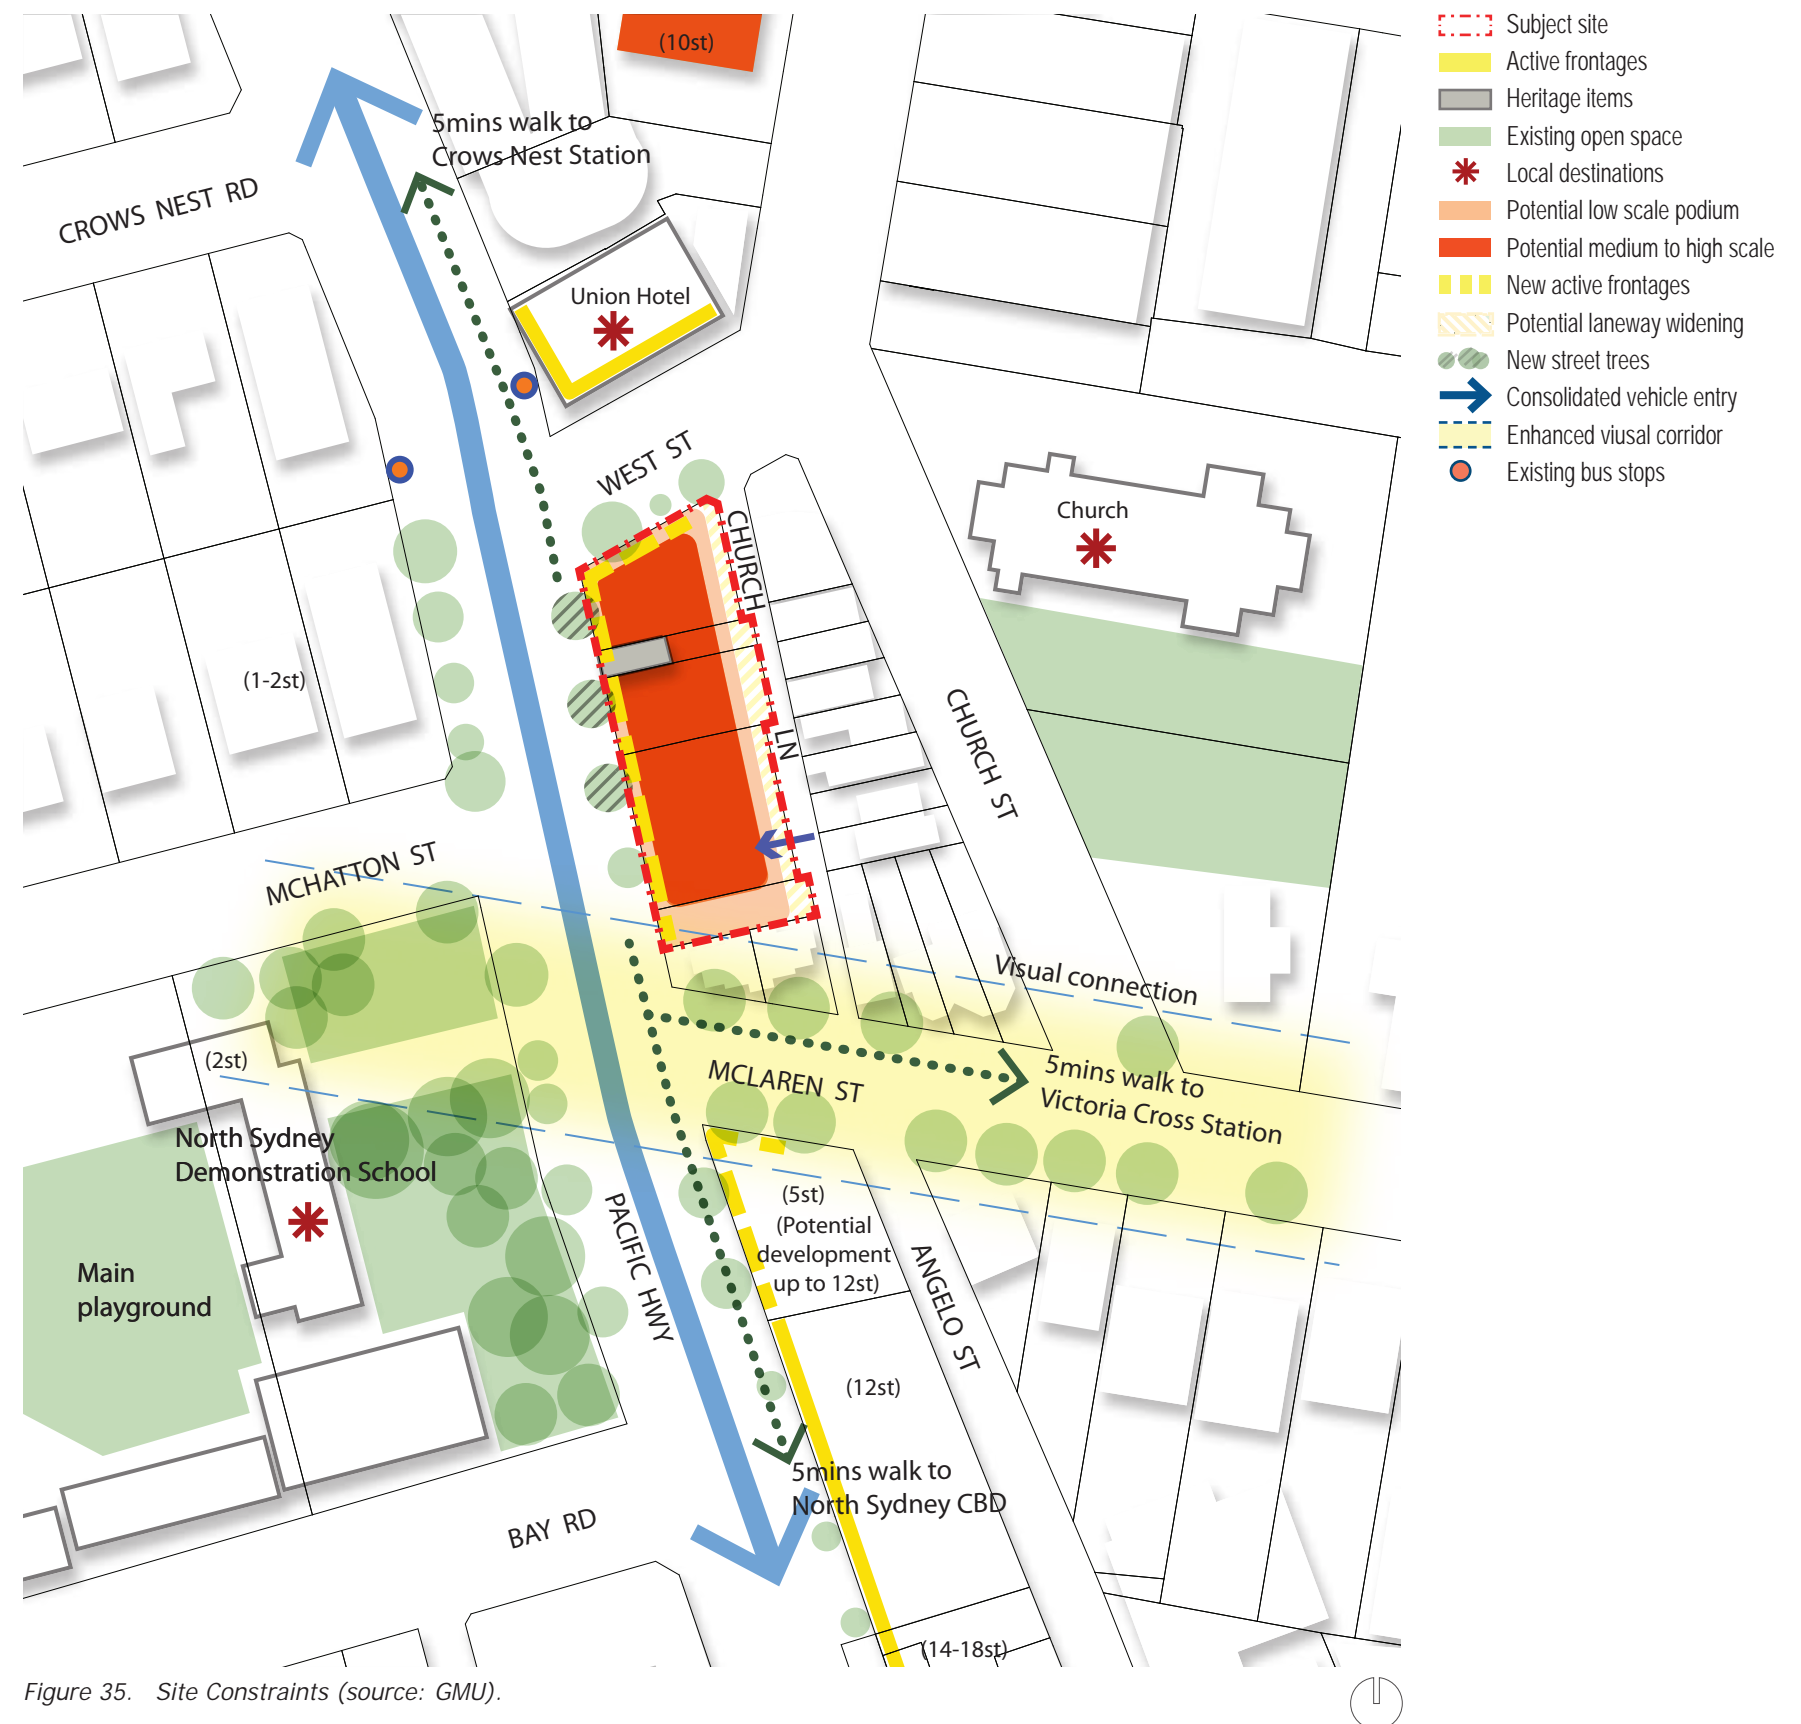 (10st)
5mins walk to
Crows Nest Station
CROWS NEST RD
Union Hotel
WEST ST
CHURCH
LN
Church
(1-2st)
CHURCH ST
MCHATTON ST
Visual connection
(2st)
MCLAREN ST
5mins walk to
Victoria Cross Station
North Sydney
Demonstration School
(5st)
(Potential
development
up to 12st)
PACIFIC HWY
ANGELO ST
Main
playground
(12st)
5mins walk to
North Sydney CBD
BAY RD
(14-18st)
Subject site
Active frontages
Heritage items
Existing open space
Local destinations
Potential low scale podium
Potential medium to high scale
New active frontages
Potential laneway widening
New street trees
Consolidated vehicle entry
Enhanced viusal corridor
Existing bus stops
Figure 35. Site Constraints (source: GMU).